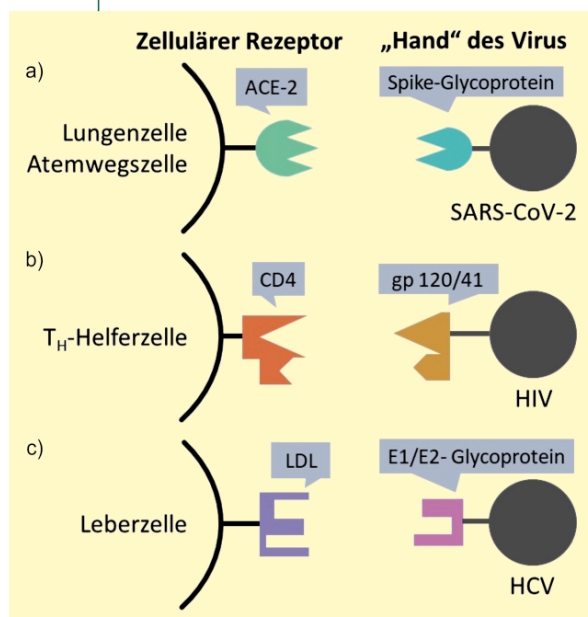 Zellulärer Rezeptor
„Hand“ des Virus
a)
ACE-2
Spike-Glycoprotein
Lungenzelle
Atemwegszelle
SARS-CoV-2
b)
CD4
gp 120/41
TH-Helferzelle
HIV
c)
LDL
E1/E2- Glycoprotein
Leberzelle
HCV